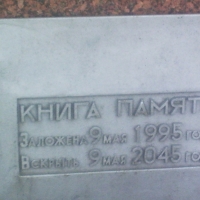 КНИГА ПАМЯТ
ЗАЛОЖЕНА 9 МАЯ 1995 ГО
ВСКРЫТЬ 9 МАЯ 2045 ГО